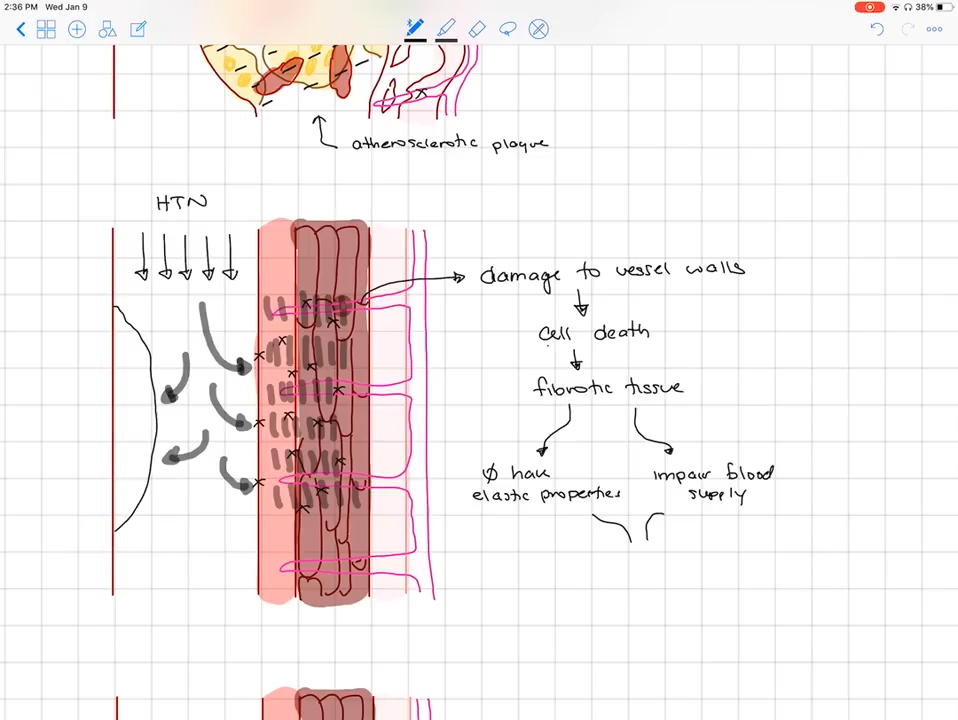 2:36 PM Wed Jan 9
38%
atherosclerotic plaque
HTN
damage to vessel walls
cell death
fibrotic tissue
∅ have
elastic properties
impair blood
supply